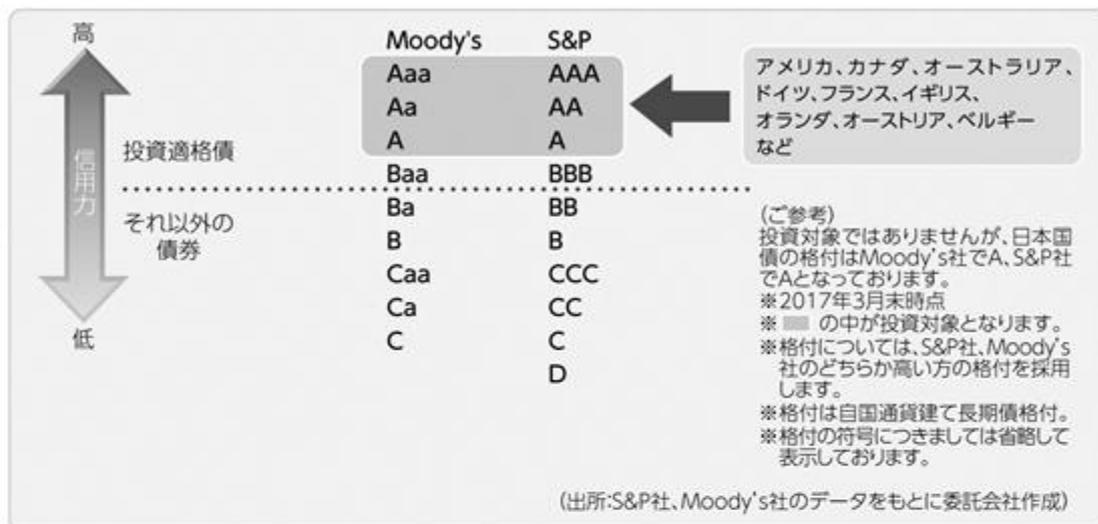 高
Moody's S&P
Aaa AAA
Aa AA
A A
Baa BBB
Ba BB
B B
Caa CCC
Ca CC
C C
D
信用力
投資適格債
それ以外の
債券
低
アメリカ、カナダ、オーストラリア、
ドイツ、フランス、イギリス、
オランダ、オーストリア、ベルギー
など
(ご参考)
投資対象ではありませんが、日本国
債の格付はMoody's社でA、S&P社
でAとなっております。
※2017年3月末時点
※ の中が投資対象となります。
※格付については、S&P社、Moody's
社のどちらか高い方の格付を採用
します。
※格付は自国通貨建て長期債格付。
※格付の符号につきましては省略して
表示しております。
(出所:S&P社、Moody's社のデータをもとに委託会社作成)